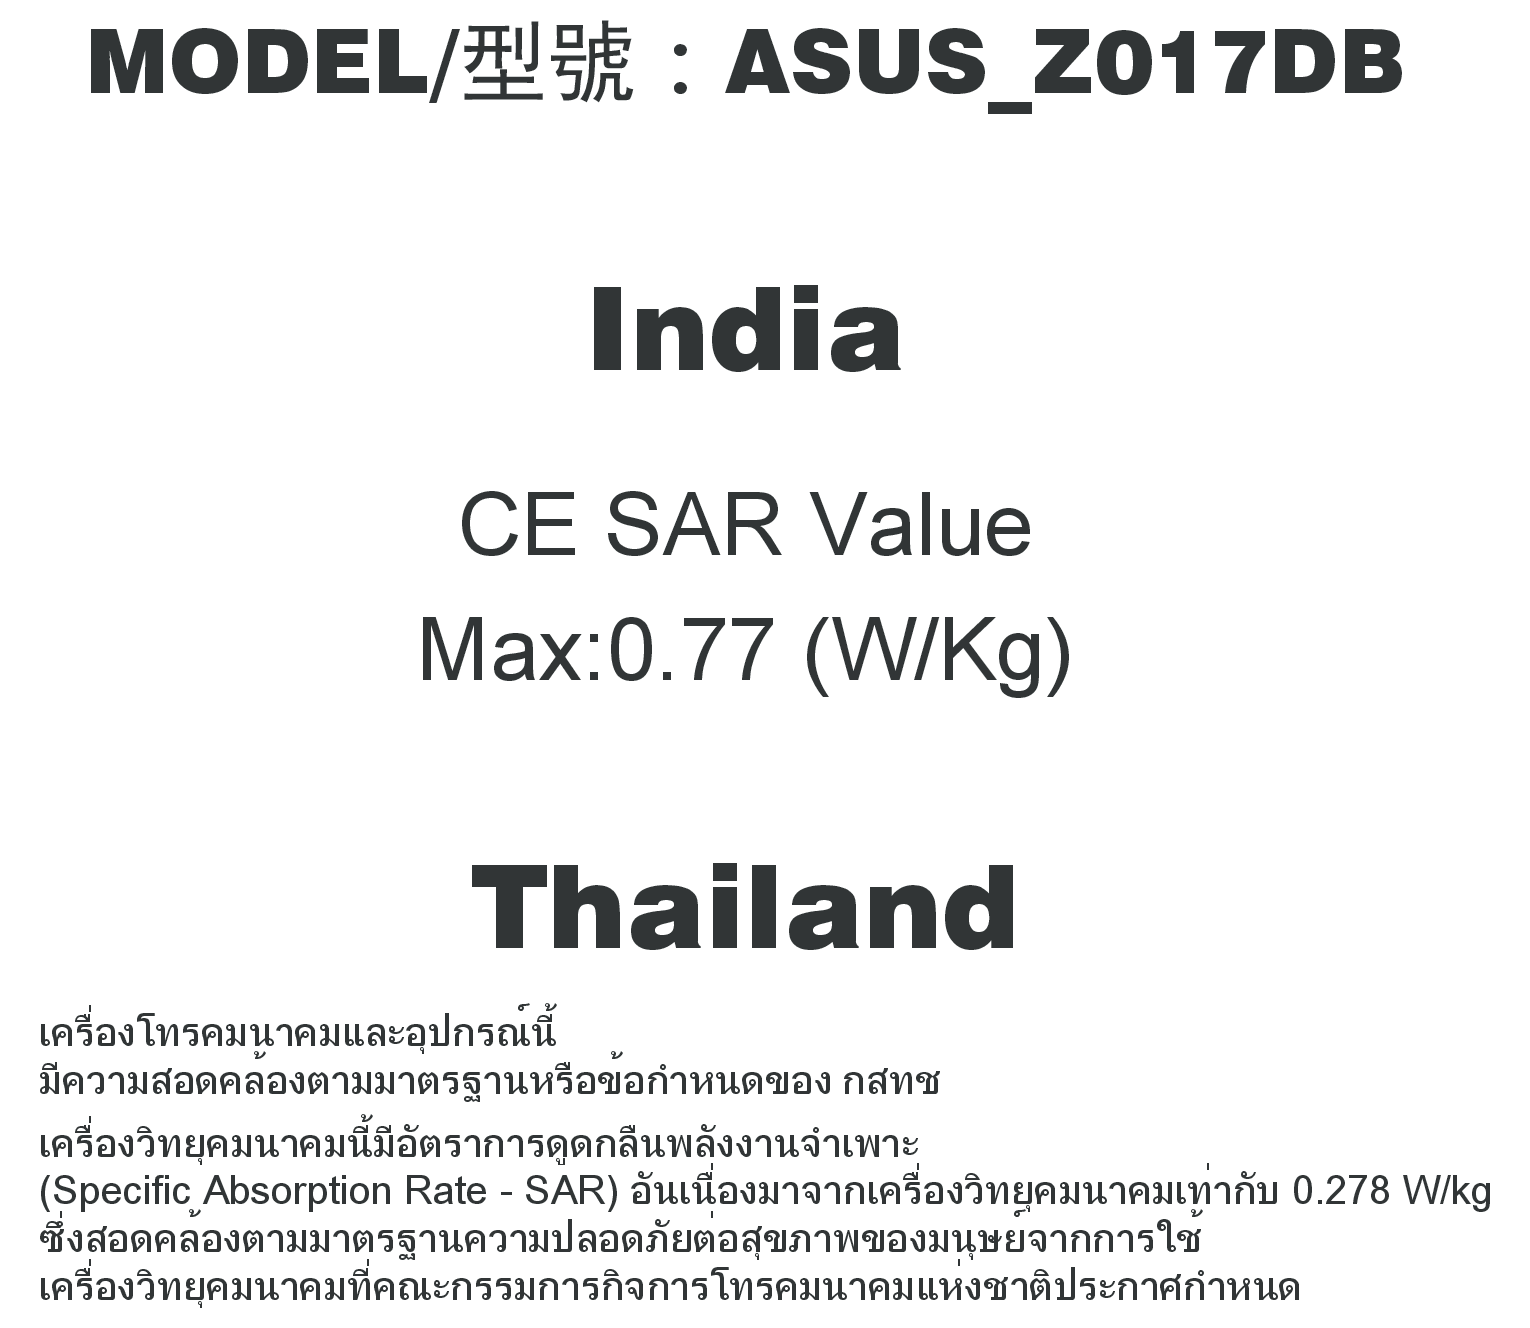 MODEL/型號：ASUS_Z017DB
India
CE SAR Value
Max:0.77 (W/Kg)
Thailand
เครื่องโทรคมนาคมและอุปกรณ์นี้
มีความสอดคล้องตามมาตรฐานหรือข้อกำหนดของ กสทช
เครื่องวิทยุคมนาคมนี้มีอัตราการดูดกลืนพลังงานจำเพาะ
(Specific Absorption Rate - SAR) อันเนื่องมาจากเครื่องวิทยุคมนาคมเท่ากับ 0.278 W/kg
ซึ่งสอดคล้องตามมาตรฐานความปลอดภัยต่อสุขภาพของมนุษย์จากการใช้
เครื่องวิทยุคมนาคมที่คณะกรรมการกิจการโทรคมนาคมแห่งชาติประกาศกำหนด